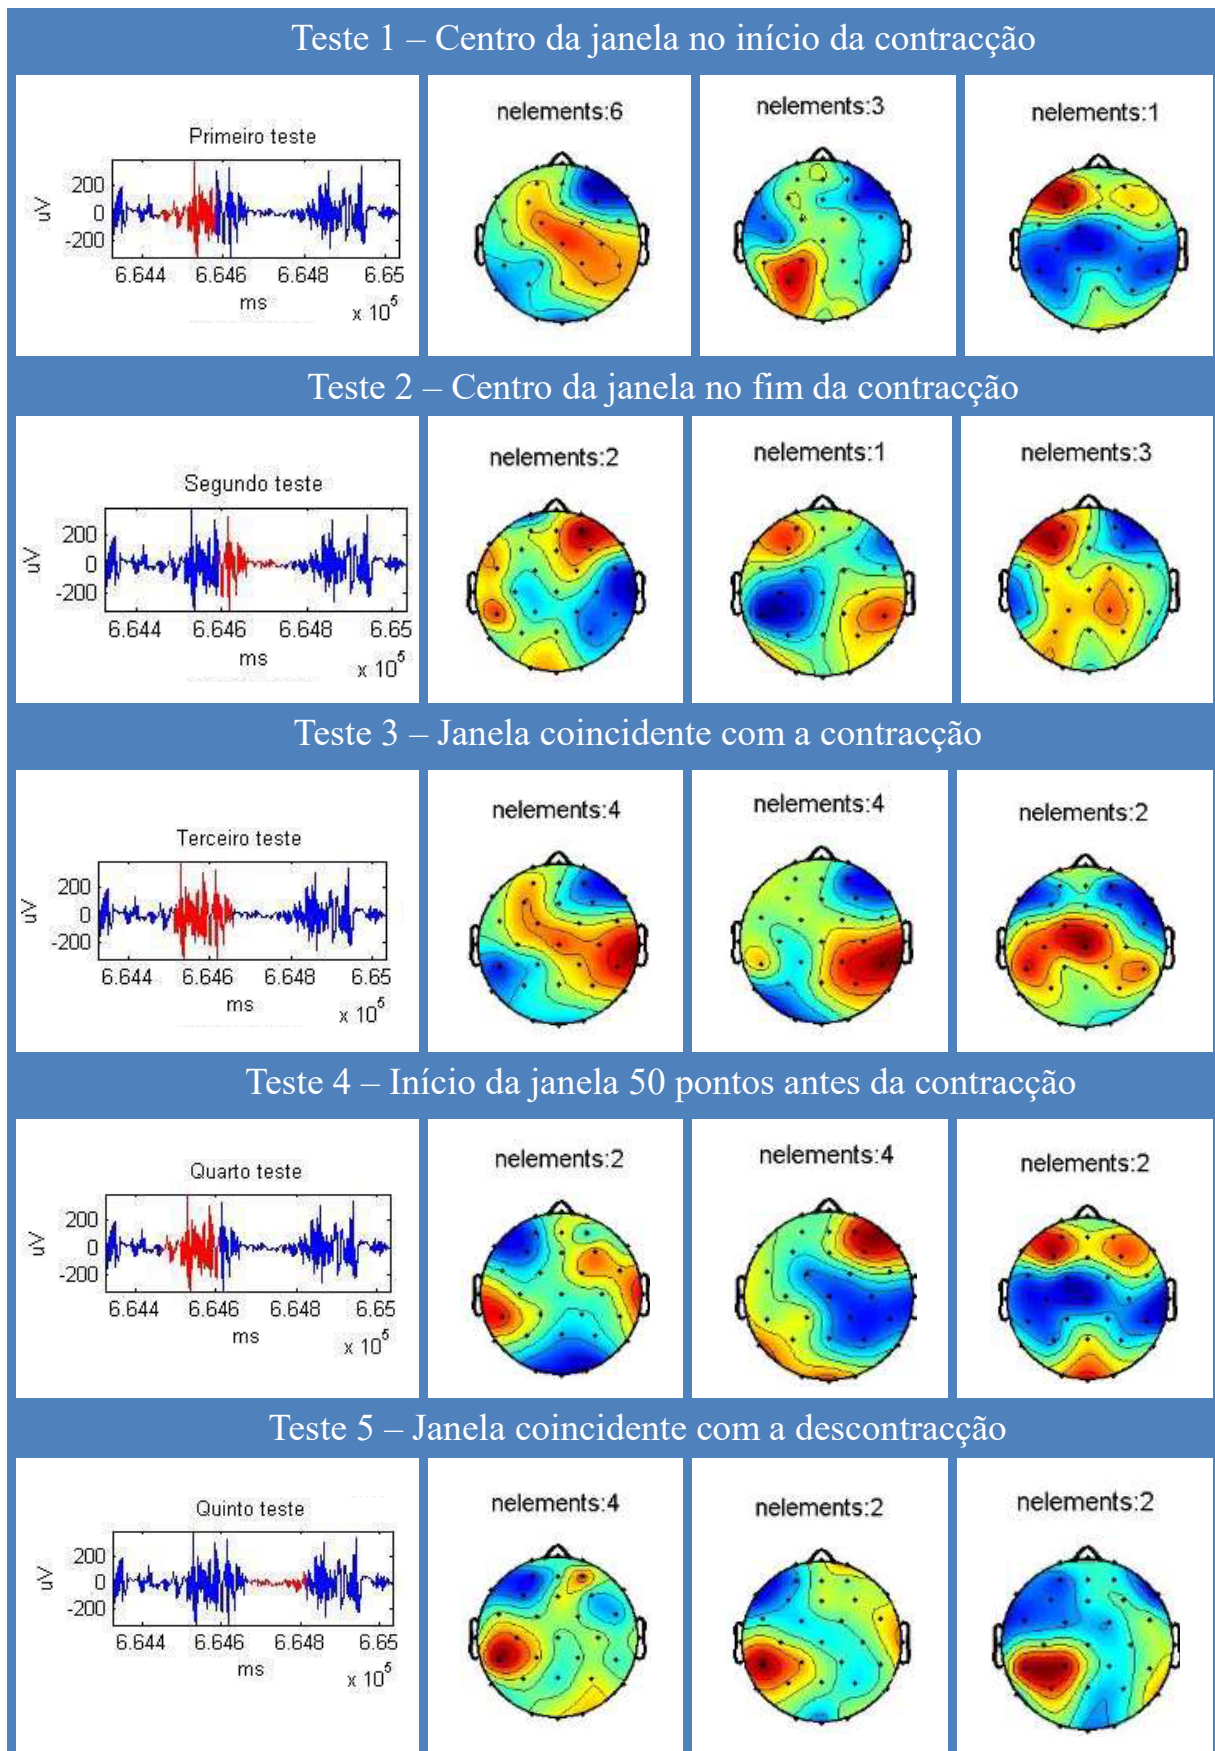 Teste 1 – Centro da janela no início da contracção
Primeiro teste
nelements:6
nelements:3
nelements:1
200
0
-200
uV
6.644 6.646 6.648 6.65
ms
x 10^5
Teste 2 – Centro da janela no fim da contracção
Segundo teste
nelements:2
nelements:1
nelements:3
200
0
-200
uV
6.644 6.646 6.648 6.65
ms
x 10^5
Teste 3 – Janela coincidente com a contracção
Terceiro teste
nelements:4
nelements:4
nelements:2
200
0
-200
uV
6.644 6.646 6.648 6.65
ms
x 10^5
Teste 4 – Início da janela 50 pontos antes da contracção
Quarto teste
nelements:2
nelements:4
nelements:2
200
0
-200
uV
6.644 6.646 6.648 6.65
ms
x 10^5
Teste 5 – Janela coincidente com a descontracção
Quinto teste
nelements:4
nelements:2
nelements:2
200
0
-200
uV
6.644 6.646 6.648 6.65
ms
x 10^5